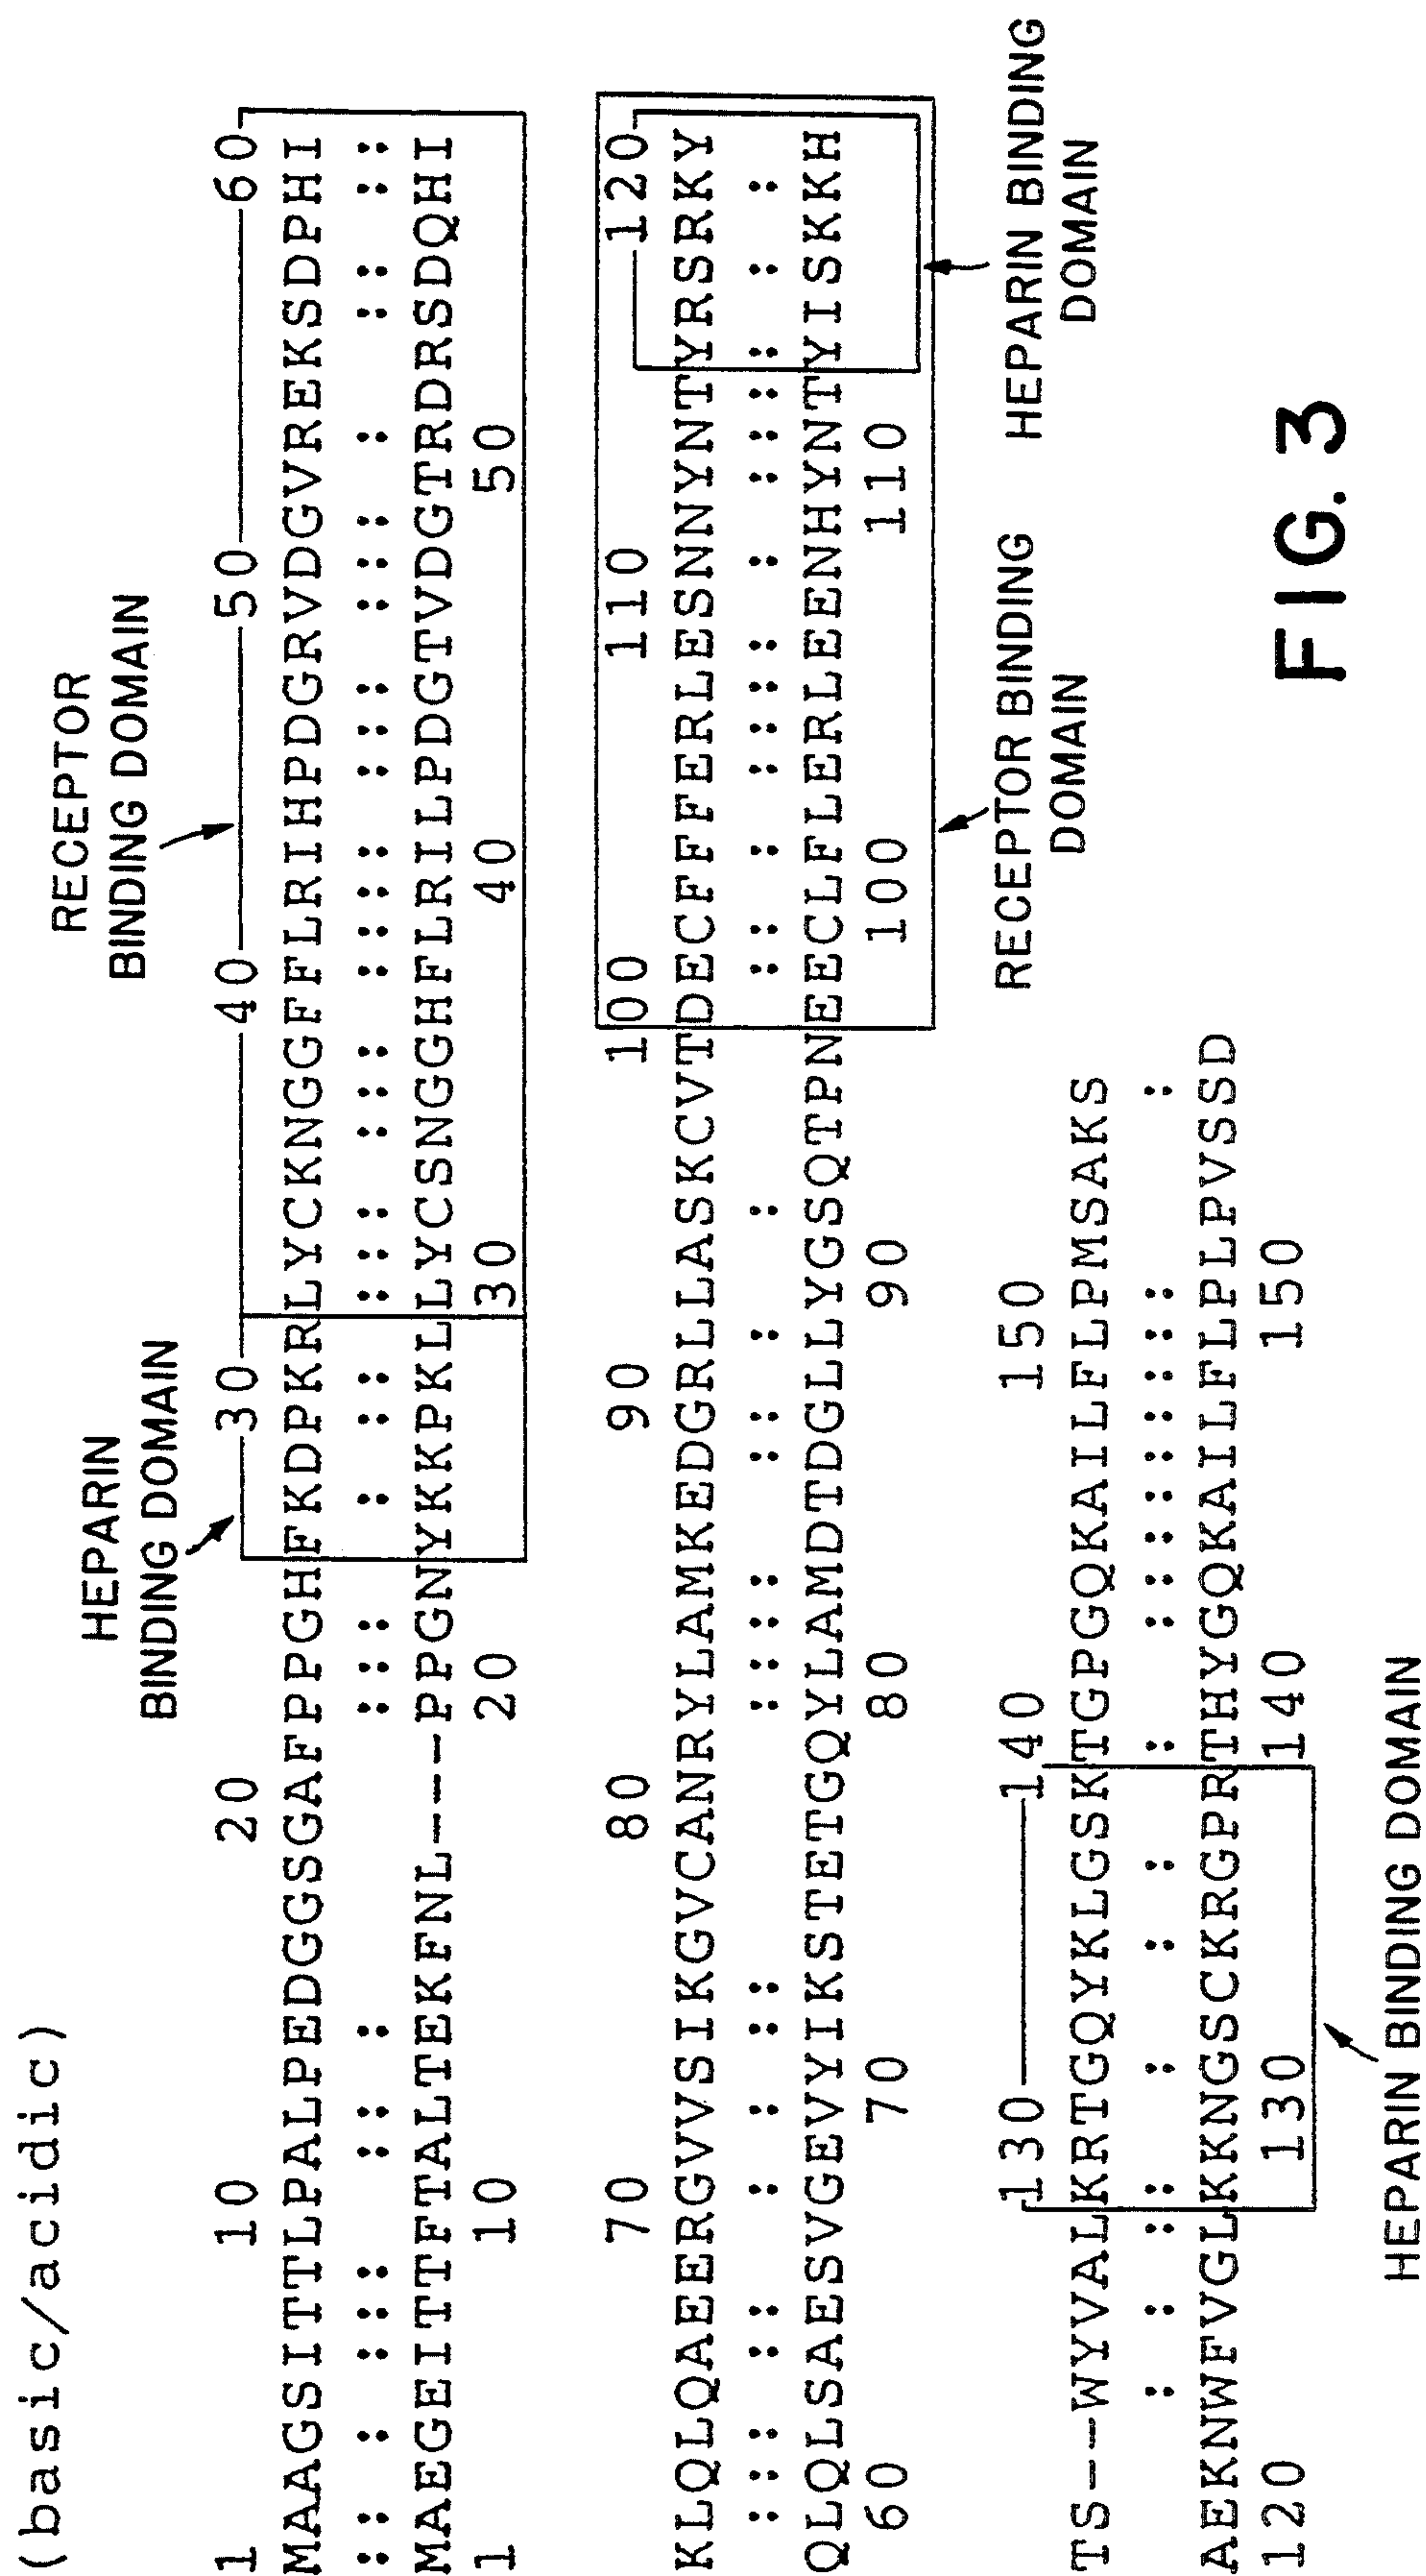 (basic/acidic)
HEPARIN
BINDING DOMAIN
RECEPTOR
BINDING DOMAIN
1 10 20 30 40 50 60
MAAGSITTLPALPEDGGSGAFPPGHFKDPKRLYCKNGGFFLRIHPDGRVDGVREKSDPHI
MAEGEITTFTALTEKFNL---PPGNYKKPKLLYCSNGGHFLRILPDGTVDGTRDRSDQHI
1 10 20 30 40 50
70 80 90 100 110 120
KLQLQAEERGVVSIKGVCANRYLAMKEDGRLLASKCVTDECFFFERLESNNYNTYRSRKY
QLQLSAESVGEVYIKSTETGQYLAMDTDGLLYGSQTPNEECLFLERLEENHYNTYISKKH
60 70 80 90 100 110
RECEPTOR BINDING
DOMAIN
HEPARIN BINDING
DOMAIN
130 140 150
TS--WYVALKRTGQYKLGSKTGPGQKAILFLPMSAKS
AEKNWFVGLKKNGSCKRGPRTHYGQKAILFLPLPVSSD
120 130 140 150
HEPARIN BINDING DOMAIN
FIG. 3